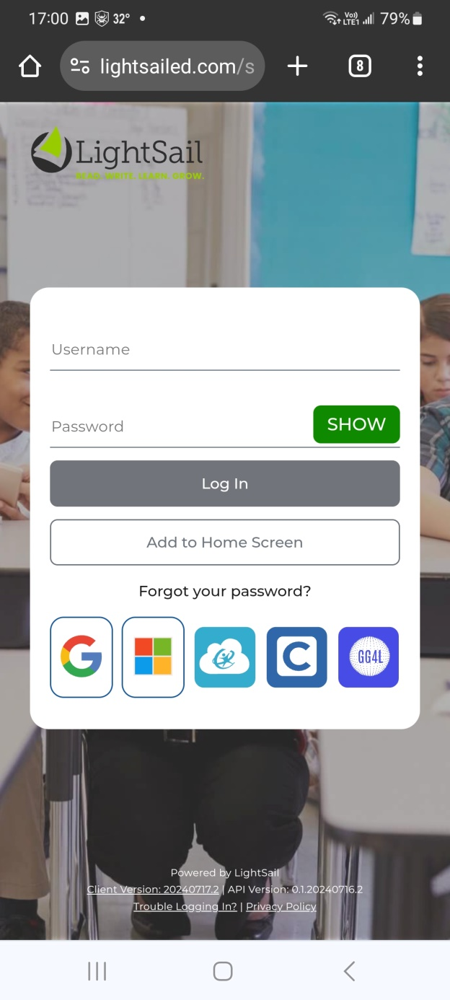 17:00 32° Vo)) LTE1 79%
lightsailed.com/s 8
LightSail
READ. WRITE. LEARN. GROW.
Username
Password SHOW
Log In
Add to Home Screen
Forgot your password?
G C GG4L
Powered by LightSail
Client Version: 20240717.2 | API Version: 0.1.20240716.2
Trouble Logging In? | Privacy Policy